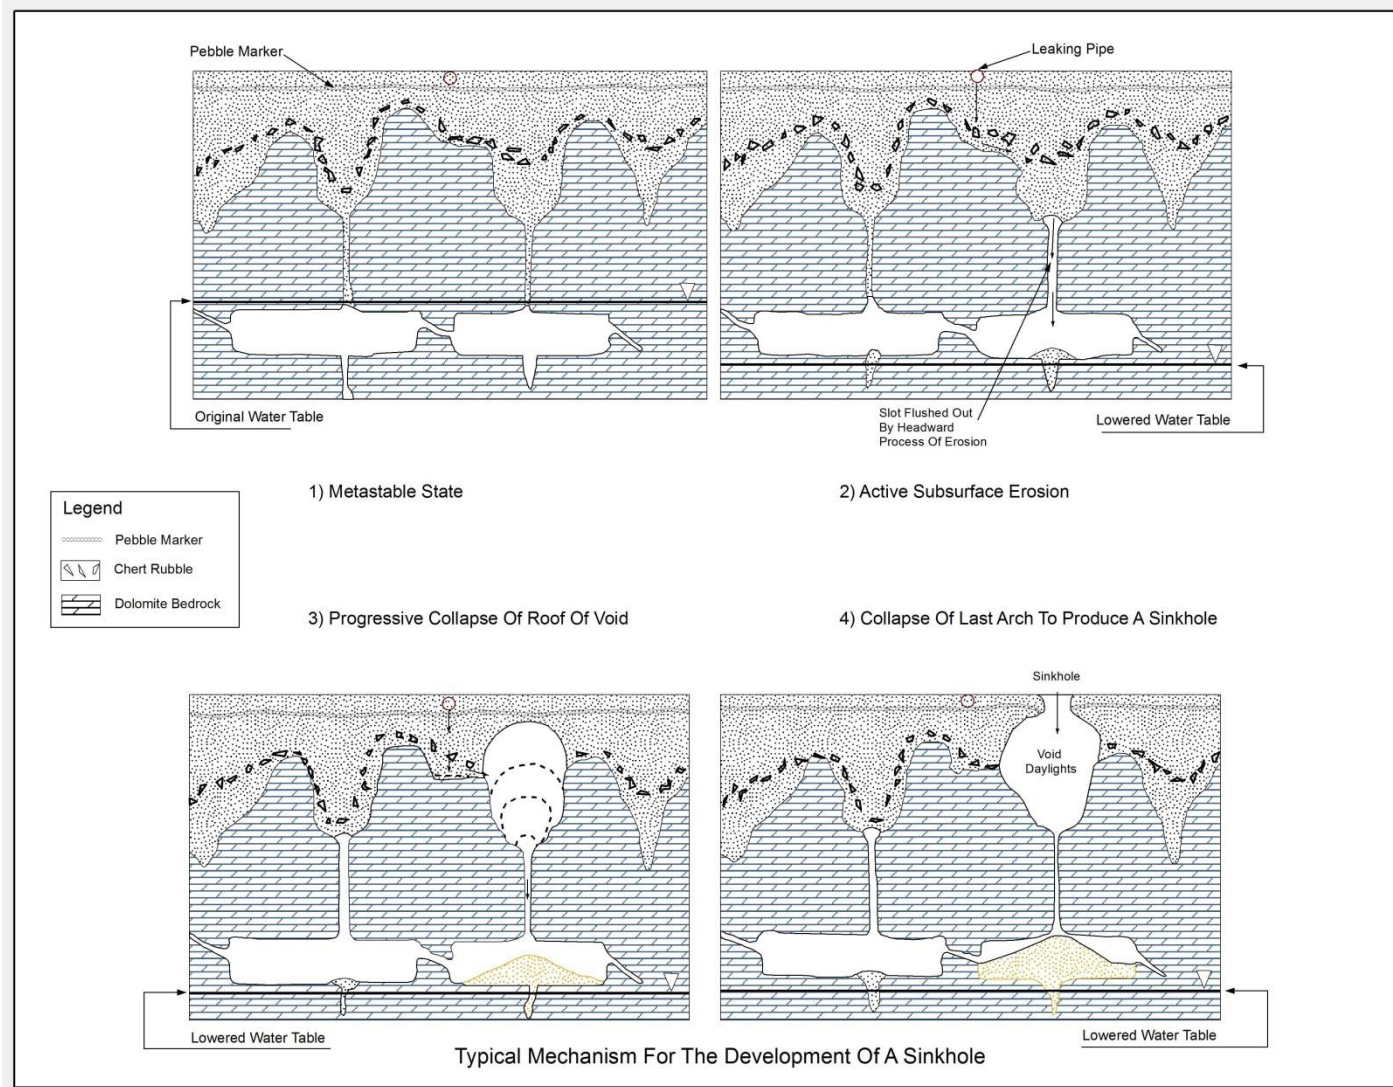 Pebble Marker
Leaking Pipe
Original Water Table
Slot Flushed Out
By Headward
Process Of Erosion
Lowered Water Table
1) Metastable State
2) Active Subsurface Erosion
Legend
Pebble Marker
Chert Rubble
Dolomite Bedrock
3) Progressive Collapse Of Roof Of Void
4) Collapse Of Last Arch To Produce A Sinkhole
Sinkhole
Void
Daylights
Lowered Water Table
Lowered Water Table
Typical Mechanism For The Development Of A Sinkhole